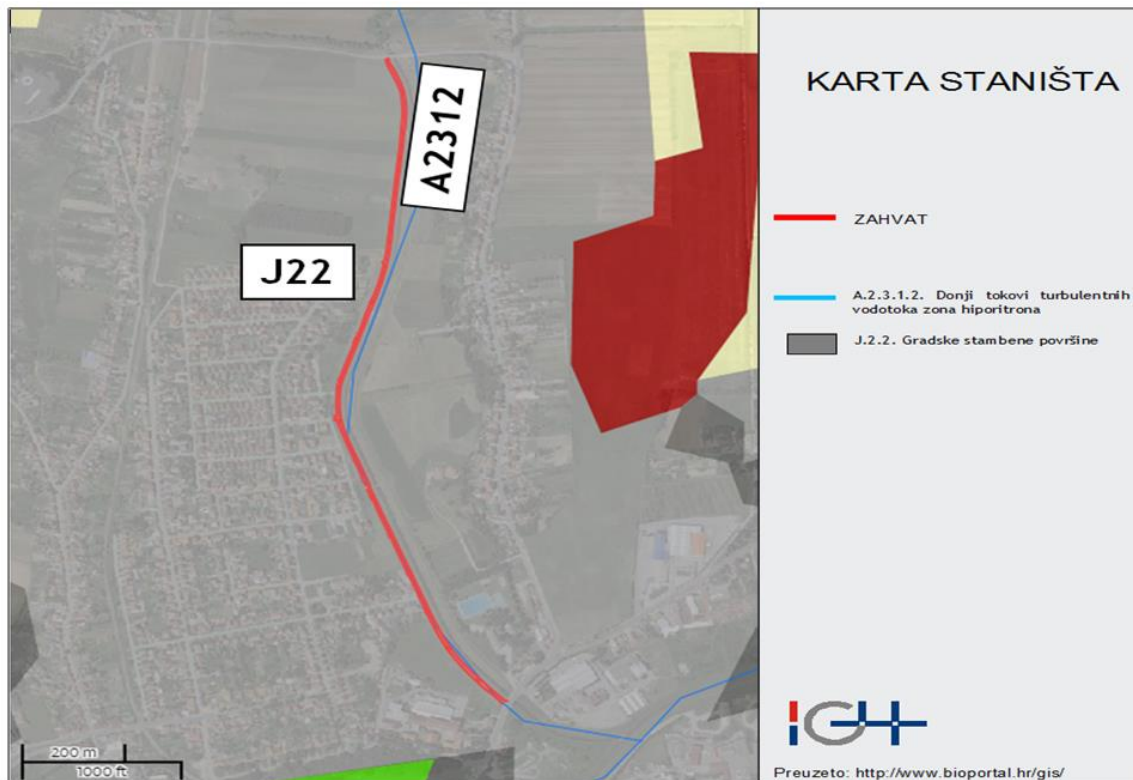 KARTA STANIŠTA
A2312
J22
ZAHVAT
A.2.3.1.2. Donji tokovi turbulentnih
vodotoka zona hiporitrona
J.2.2. Gradske stambene površine
200 m
1000 ft
IGH
Preuzeto: http://www.bioportal.hr/gis/